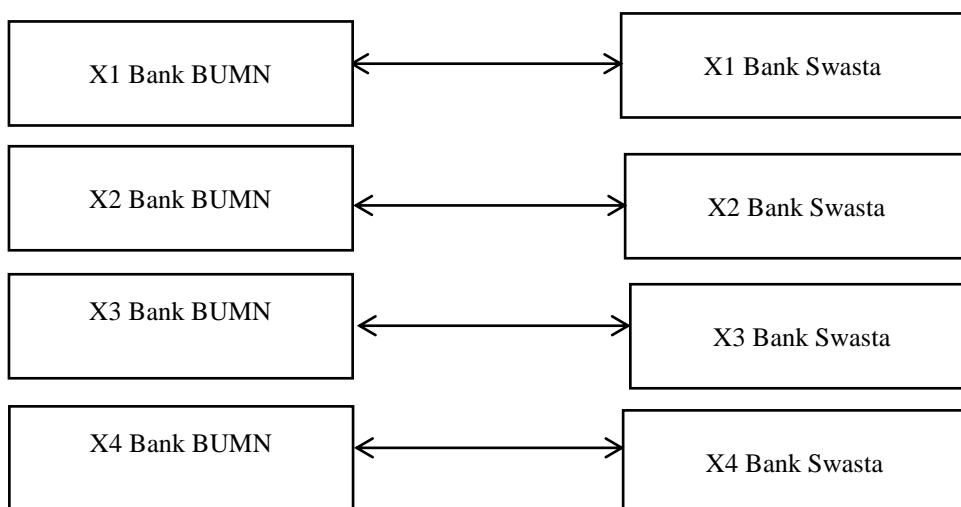 X1 Bank BUMN
X1 Bank Swasta
X2 Bank BUMN
X2 Bank Swasta
X3 Bank BUMN
X3 Bank Swasta
X4 Bank BUMN
X4 Bank Swasta